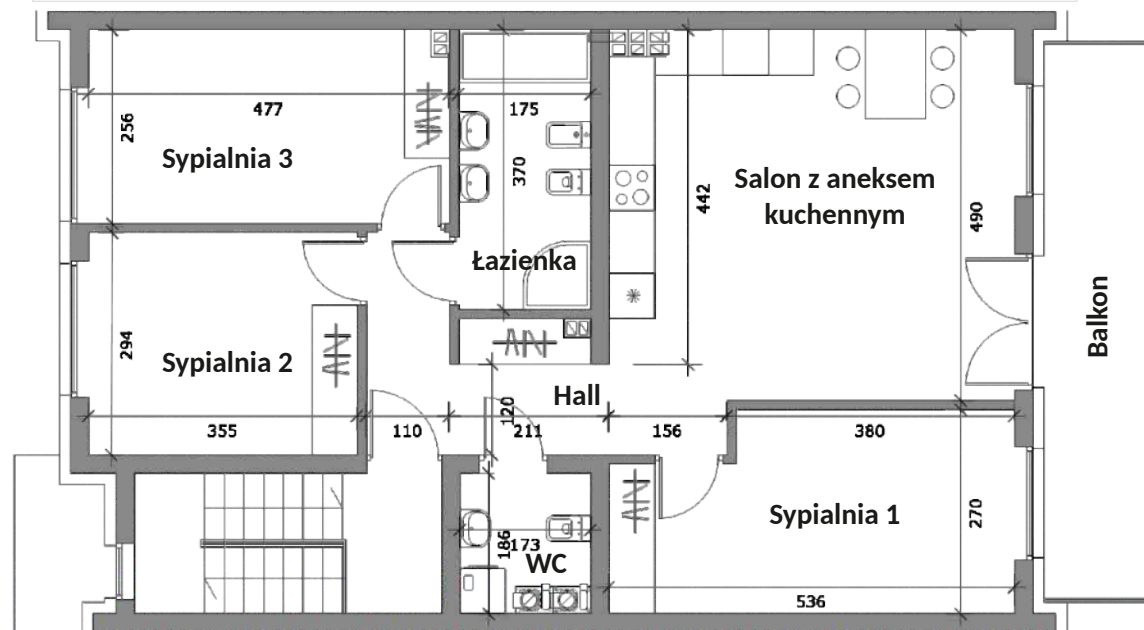 477
175
256
Sypialnia 3
370
442
Salon z aneksem
kuchennym
490
Łazienka
Balkon
294
Sypialnia 2
Hall
120
355
110
211
156
380
Sypialnia 1
270
186
173
WC
536